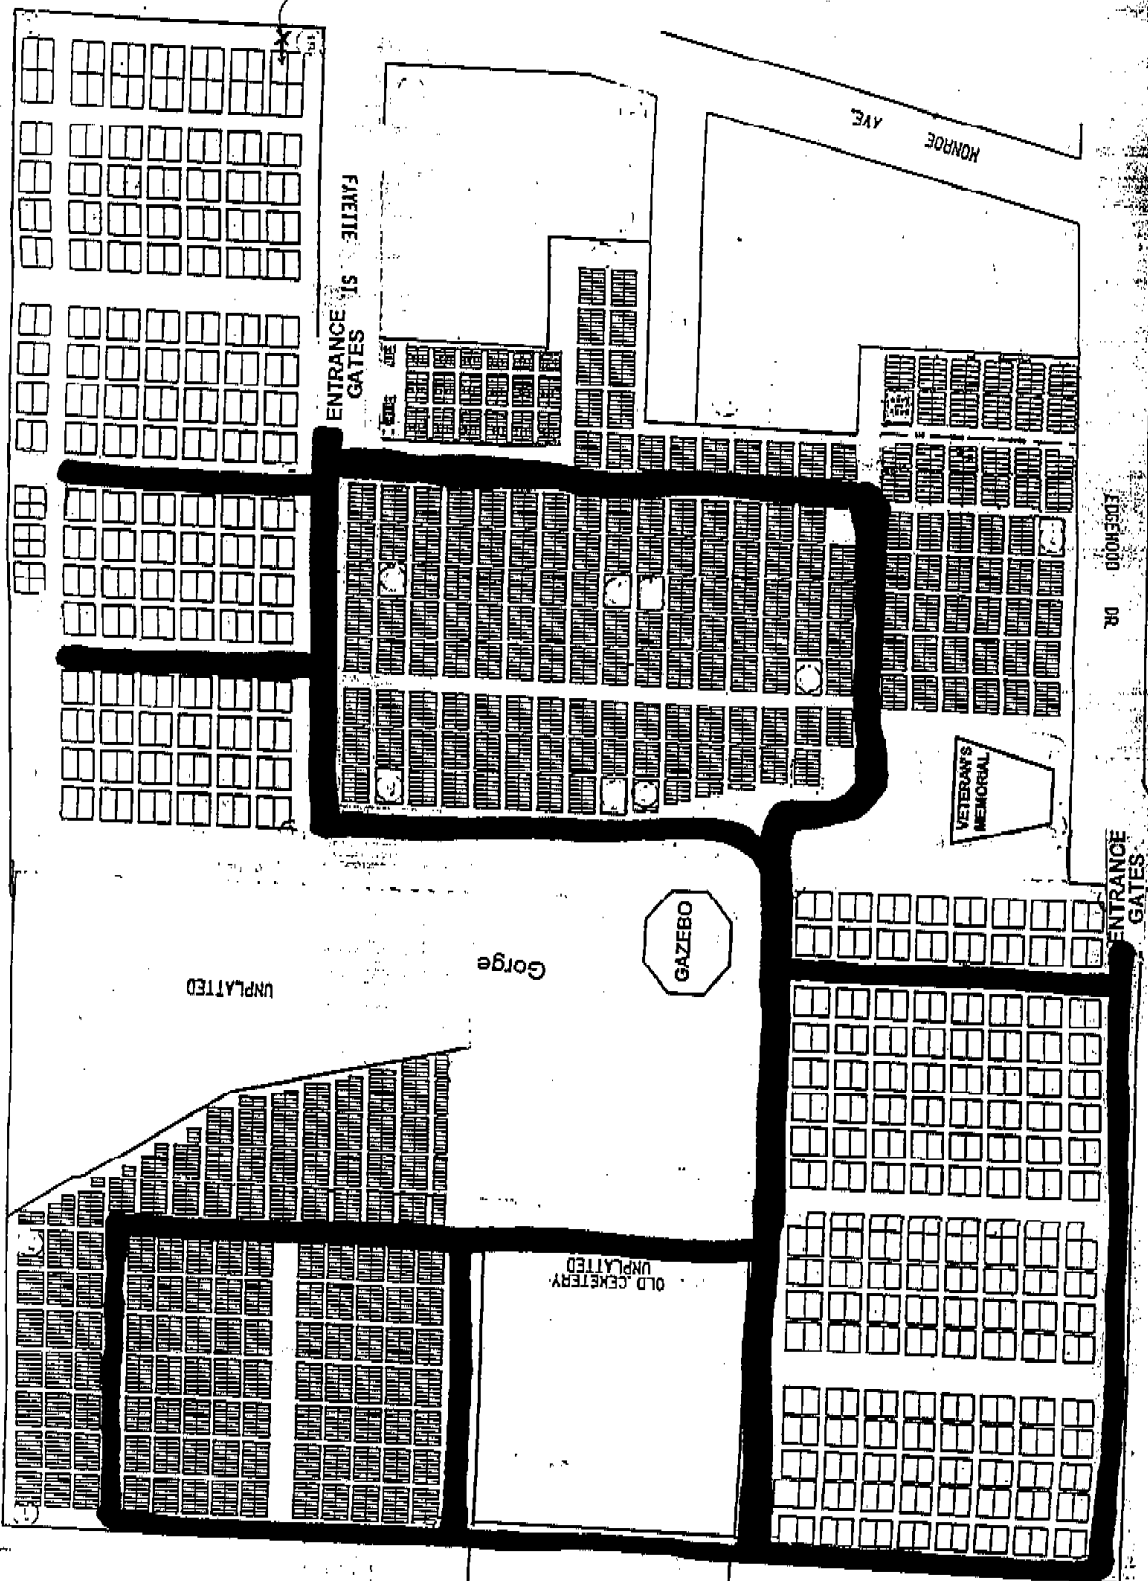 MONROE
AVE.
FAYETTE ST
ENTRANCE
GATES
EDGEWOOD DR.
VETERAN'S
MEMORIAL
ENTRANCE
GATES
GAZEBO
Gorge
UNPLATTED
OLD CEMETERY
UNPLATTED